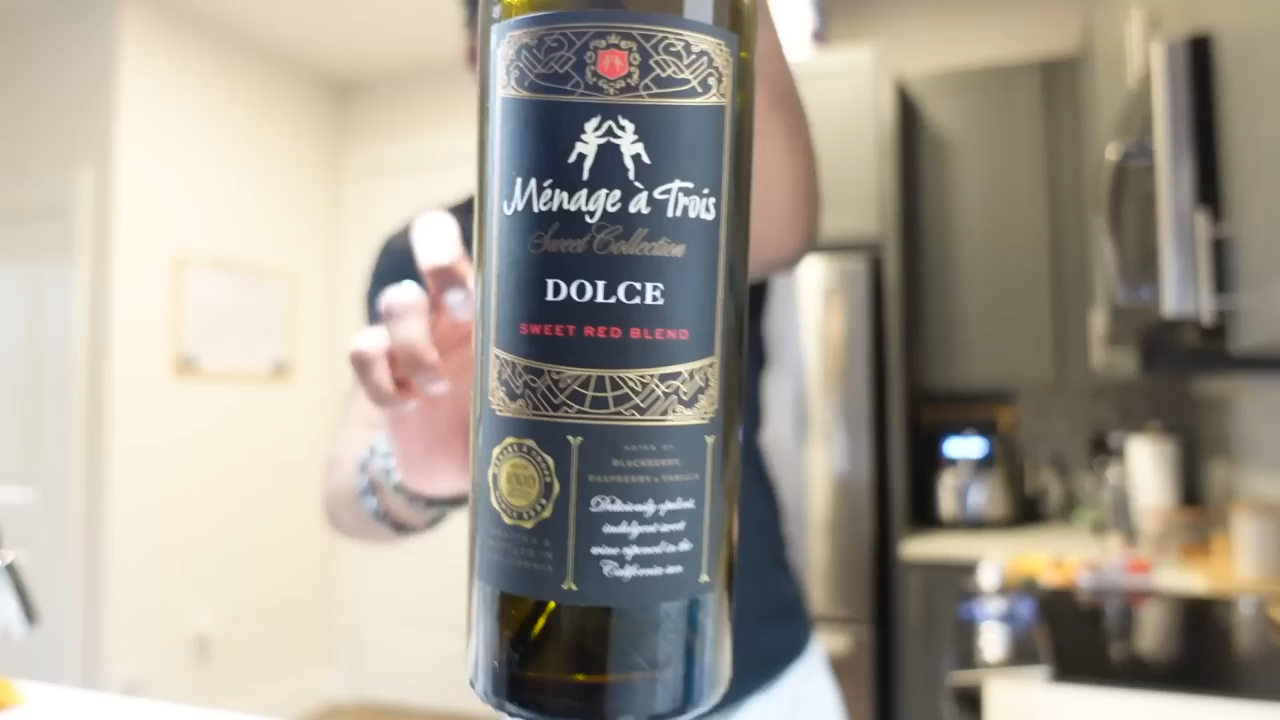 Ménage à Trois
Sweet Collection
DOLCE
SWEET RED BLEND
NOTES OF
BLACKBERRY,
RASPBERRY & VANILLA
Deliciously opulent,
indulgent sweet
wine ripened in the
California sun